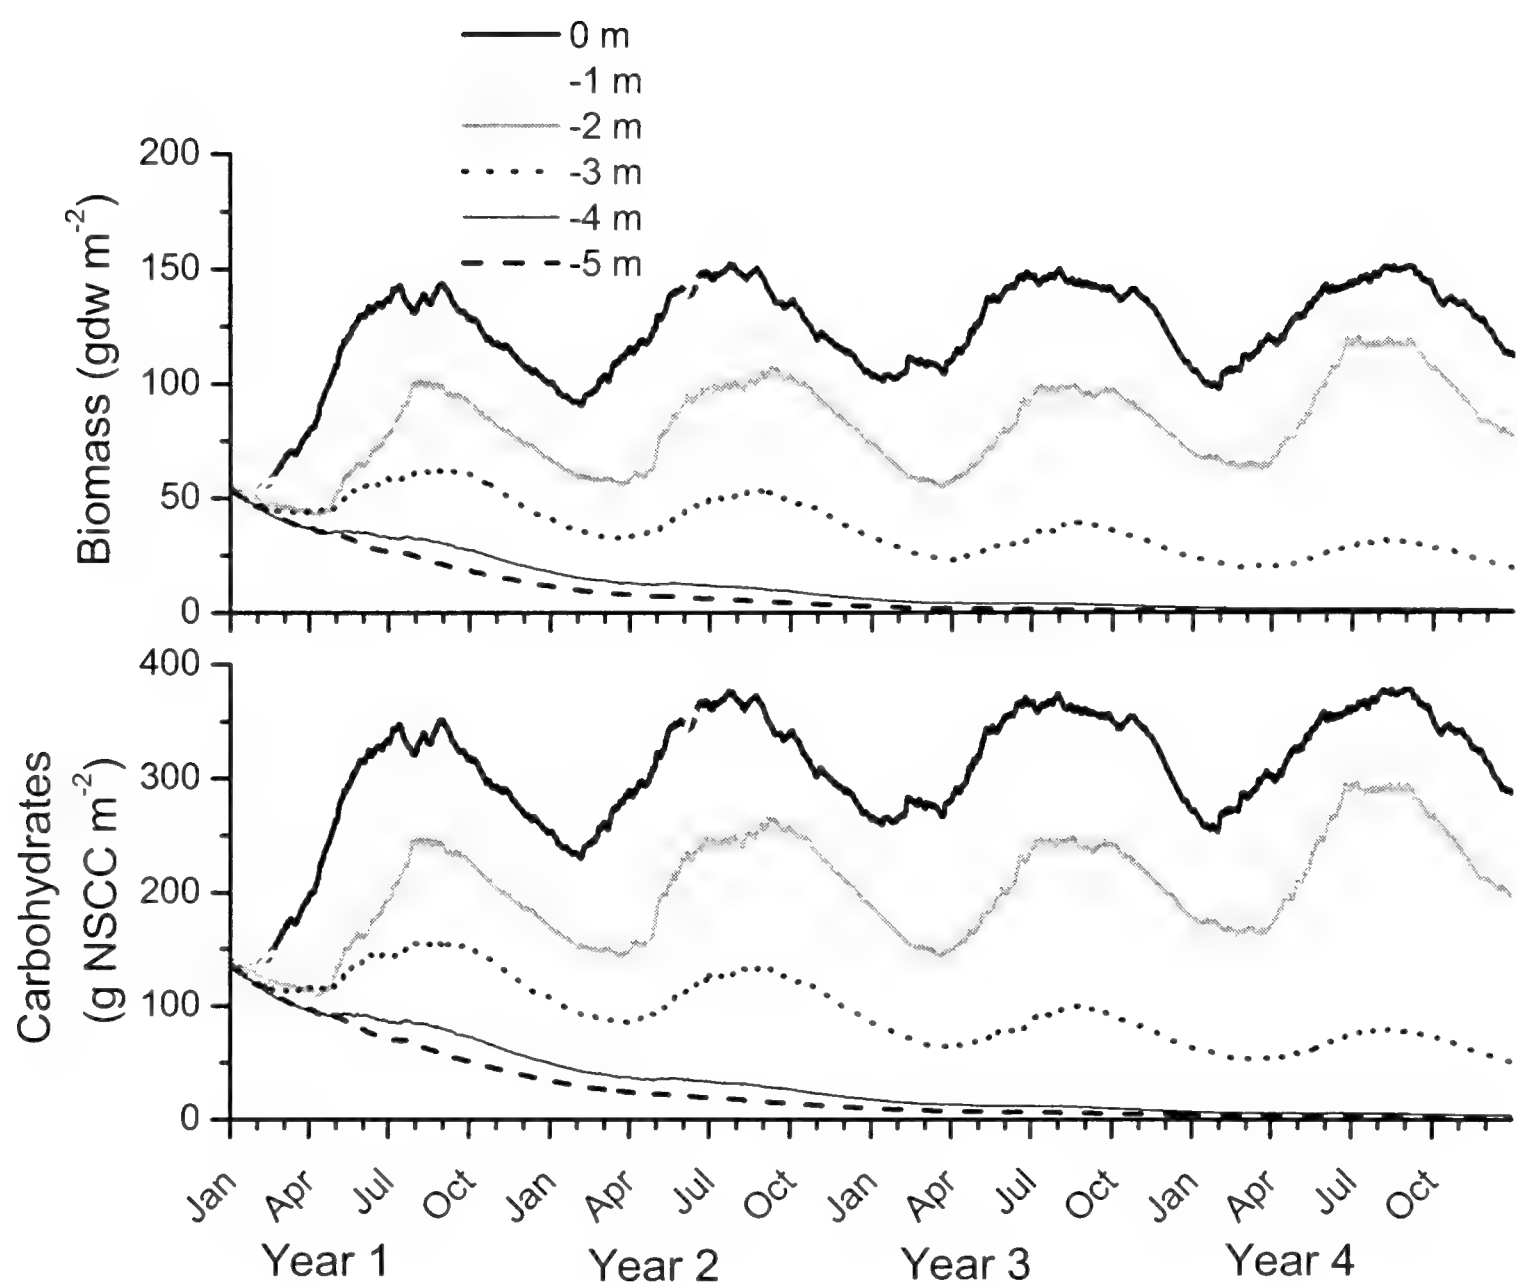 0 m
-1 m
-2 m
-3 m
-4 m
-5 m
Biomass (gdw m-2)
200
150
100
50
0
Carbohydrates
(g NSCC m-2)
400
300
200
100
0
Jan Apr Jul Oct Jan Apr Jul Oct Jan Apr Jul Oct Jan Apr Jul Oct
Year 1 Year 2 Year 3 Year 4